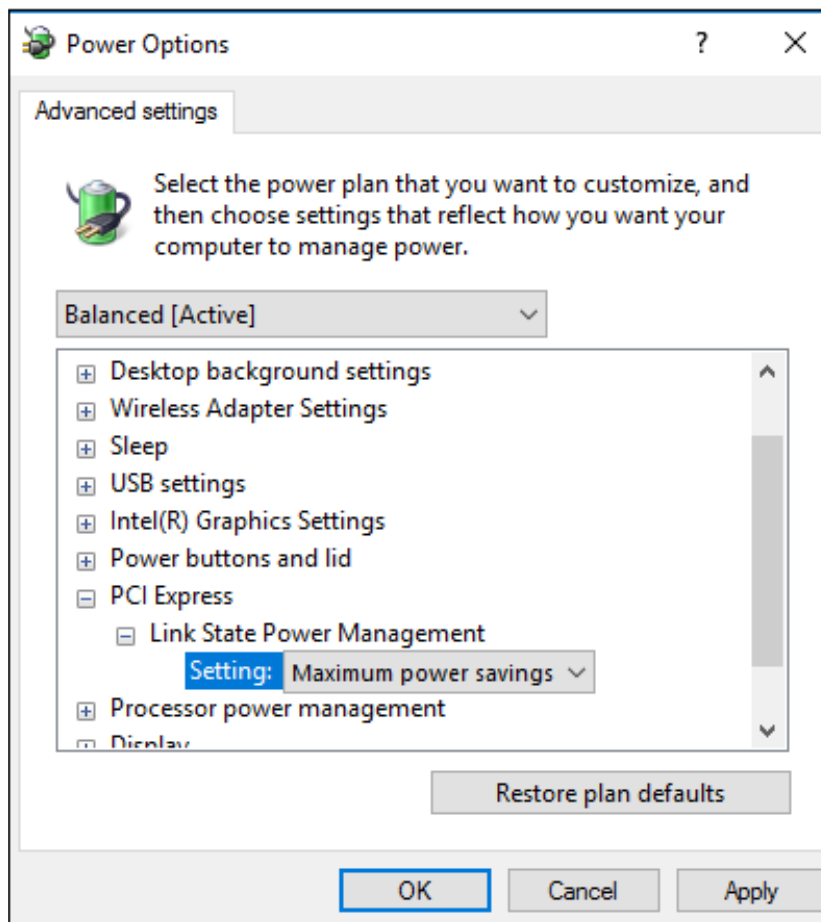 Power Options
Advanced settings
Select the power plan that you want to customize, and
then choose settings that reflect how you want your
computer to manage power.
Balanced [Active]
Desktop background settings
Wireless Adapter Settings
Sleep
USB settings
Intel(R) Graphics Settings
Power buttons and lid
PCI Express
Link State Power Management
Setting: Maximum power savings
Processor power management
Display
Restore plan defaults
OK Cancel Apply